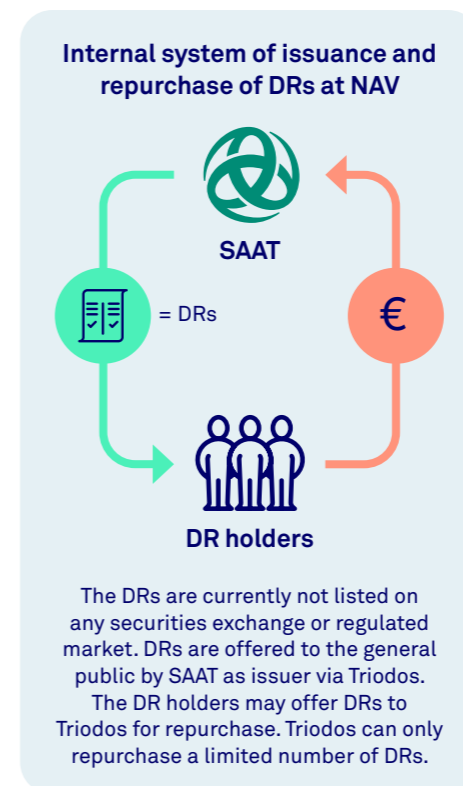 Internal system of issuance and
repurchase of DRs at NAV
SAAT
= DRs
€
DR holders
The DRs are currently not listed on
any securities exchange or regulated
market. DRs are offered to the general
public by SAAT as issuer via Triodos.
The DR holders may offer DRs to
Triodos for repurchase. Triodos can only
repurchase a limited number of DRs.